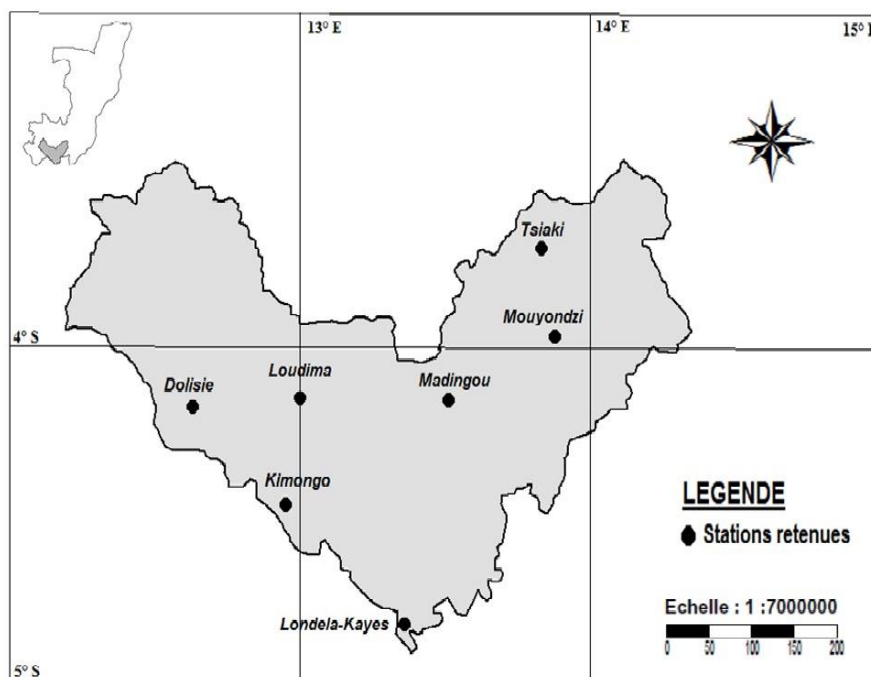 13° E
14° E
15° E
Tsiaki
Mouyondzi
4° S
Loudima
Dolisie
Madingou
Kimongo
LEGENDE
Stations retenues
Echelle : 1 :7000000
0 50 100 150 200
Londela-Kayes
5° S